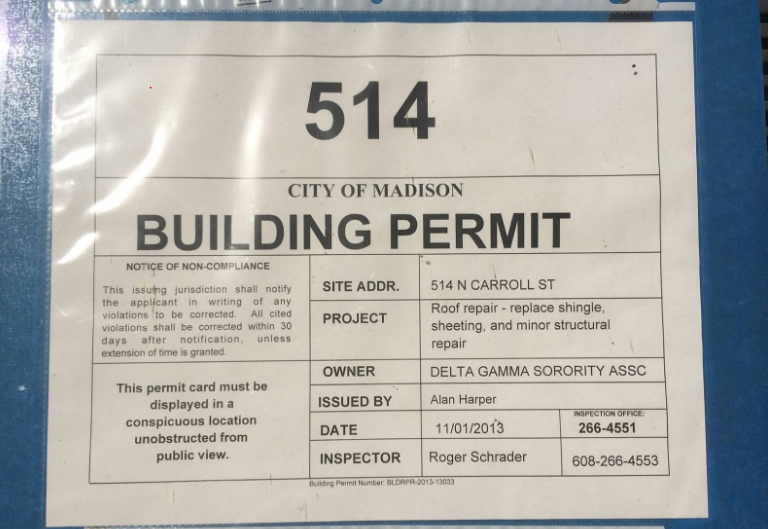 514
CITY OF MADISON
BUILDING PERMIT
NOTICE OF NON-COMPLIANCE
This issuing jurisdiction shall notify
the applicant in writing of any
violations to be corrected. All cited
violations shall be corrected within 30
days after notification, unless
extension of time is granted.
This permit card must be
displayed in a
conspicuous location
unobstructed from
public view.
SITE ADDR. 514 N CARROLL ST
PROJECT Roof repair - replace shingle,
sheeting, and minor structural
repair
OWNER DELTA GAMMA SORORITY ASSC
ISSUED BY Alan Harper
DATE 11/01/2013 INSPECTION OFFICE:
266-4551
INSPECTOR Roger Schrader 608-266-4553
Building Permit Number: BLDRPR-2013-13033